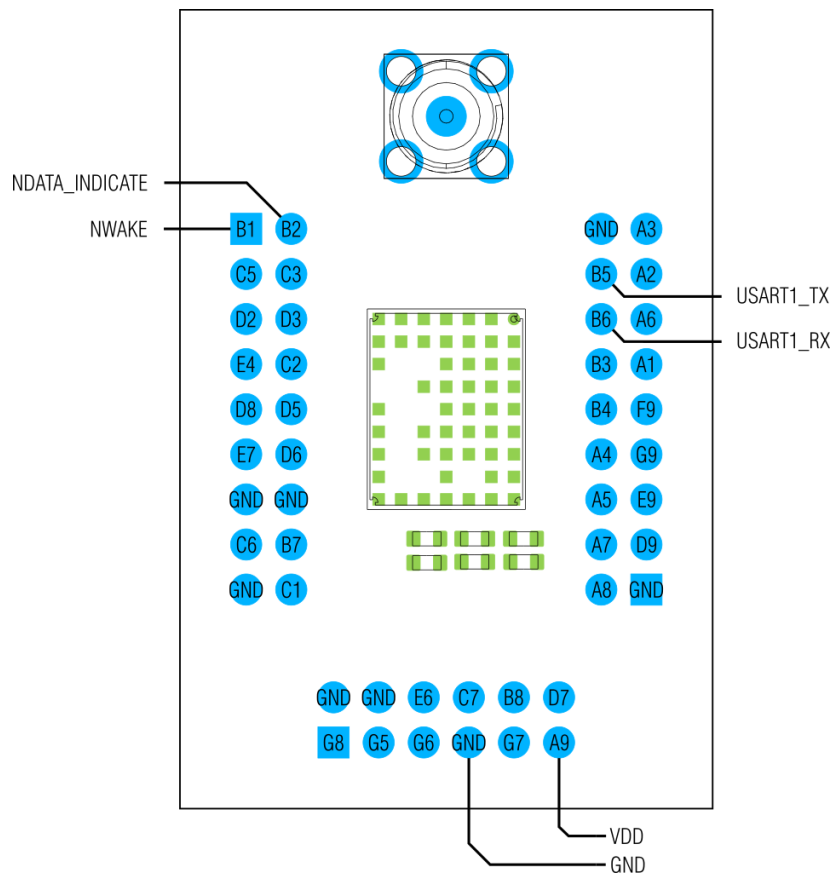 NDATA_INDICATE
NWAKE
B1 B2
C5 C3
D2 D3
E4 C2
D8 D5
E7 D6
GND GND
C6 B7
GND C1
GND A3
B5 A2
B6 A6
B3 A1
B4 F9
A4 G9
A5 E9
A7 D9
A8 GND
USART1_TX
USART1_RX
GND GND E6 C7 B8 D7
G8 G5 G6 GND G7 A9
VDD
GND